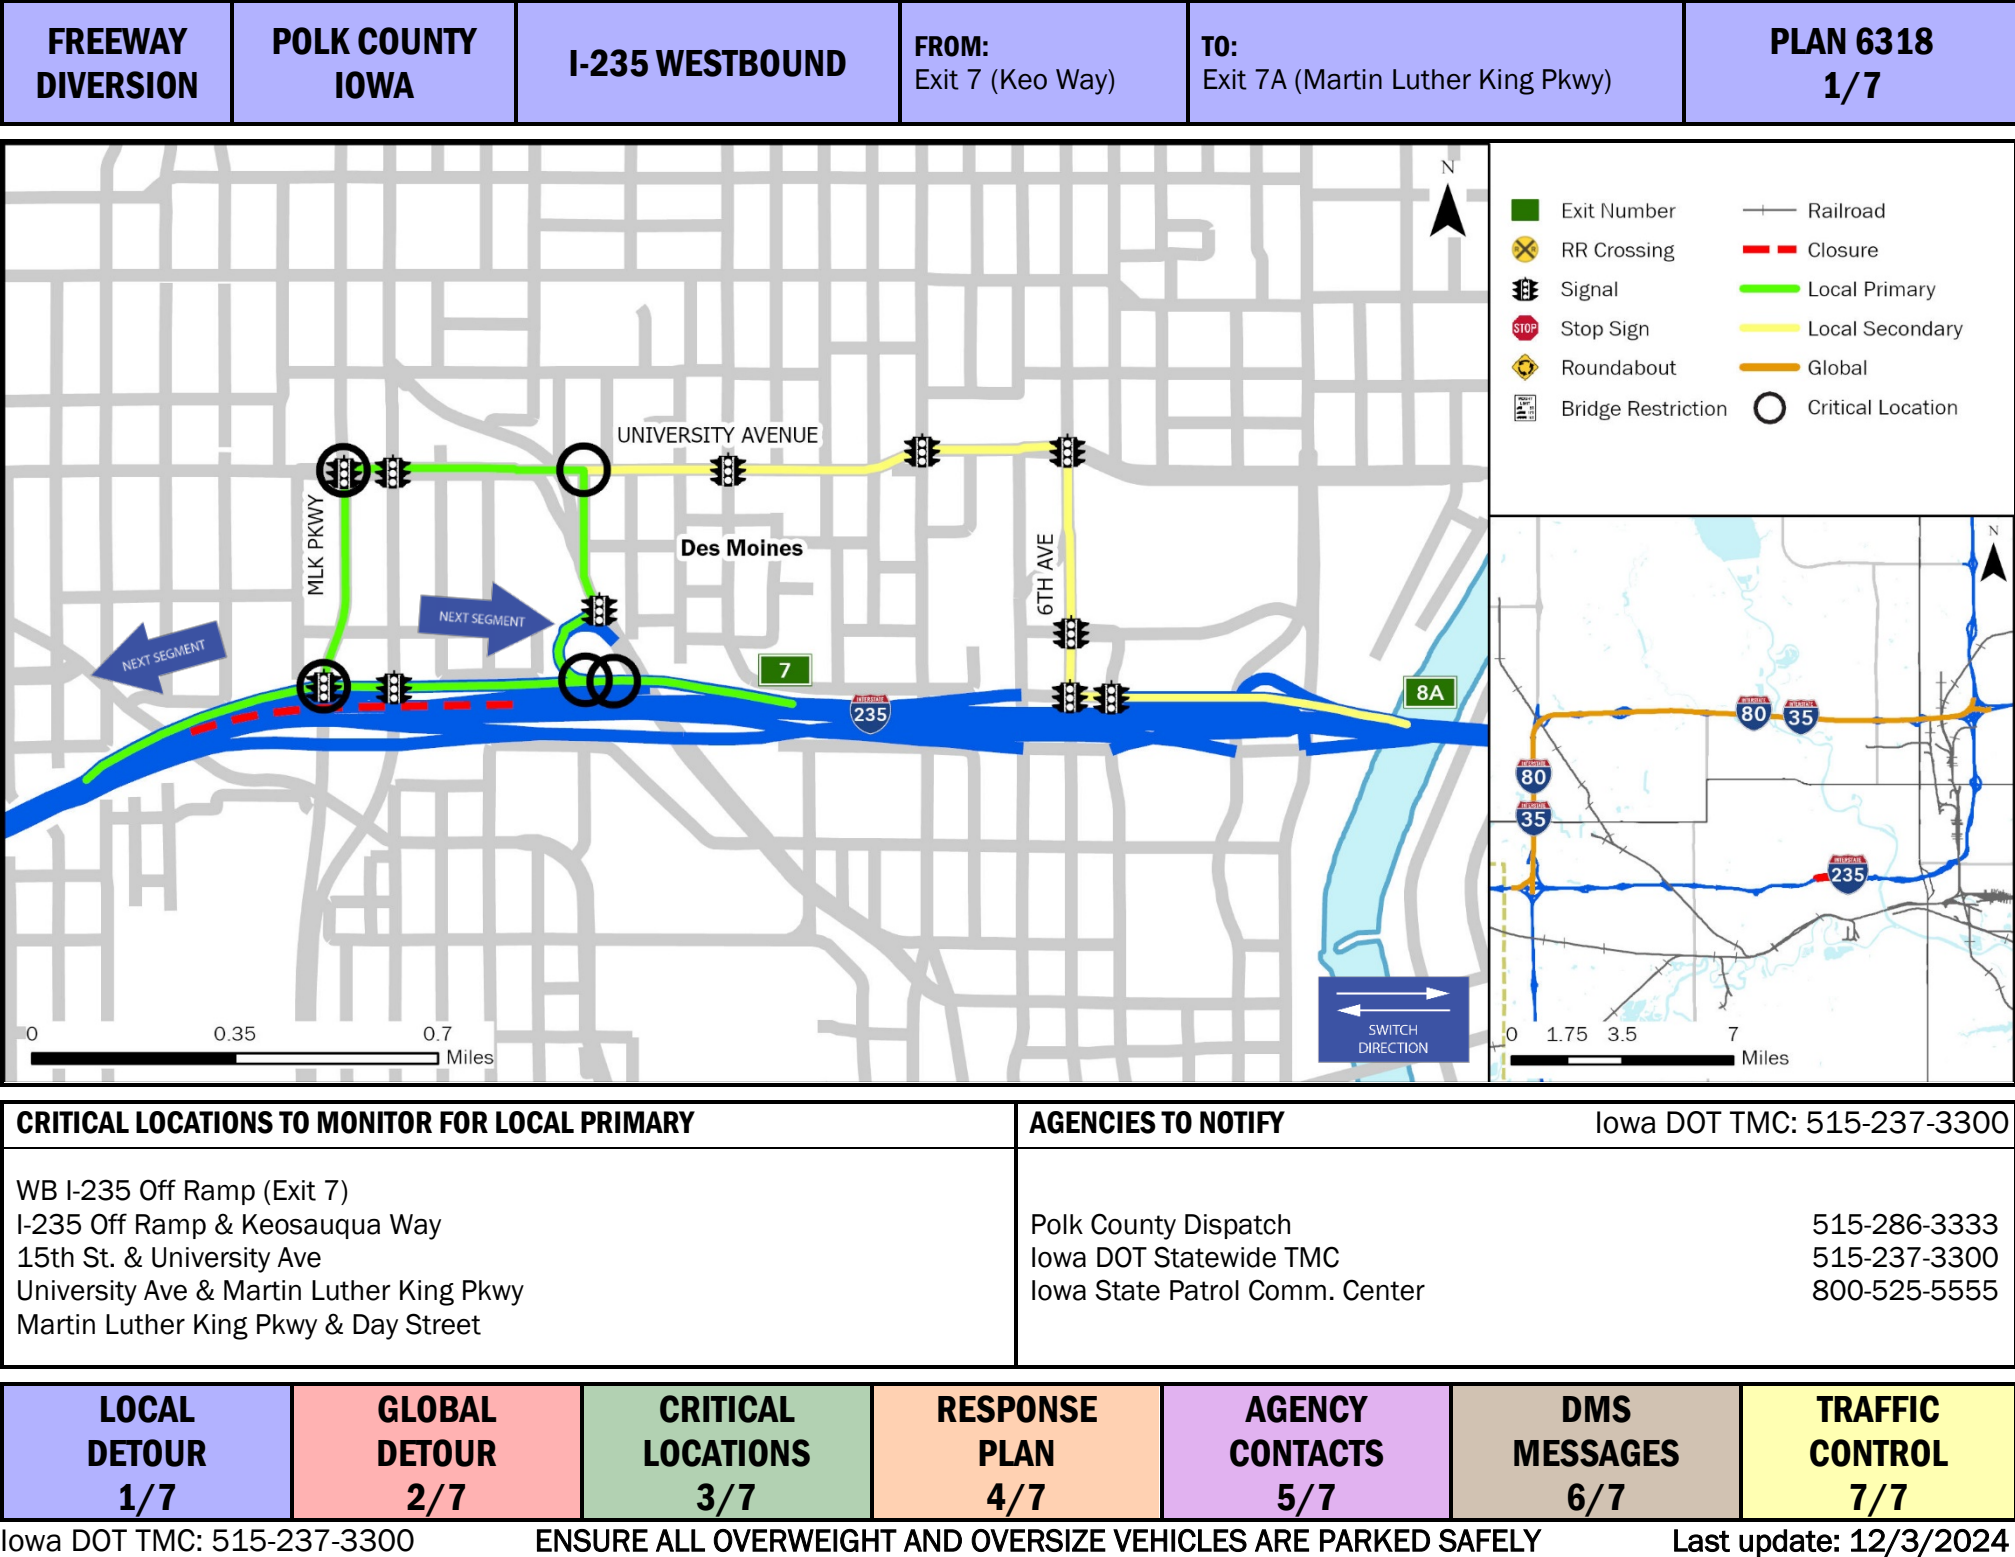 FREEWAY
DIVERSION
POLK COUNTY
IOWA
I-235 WESTBOUND
FROM:
Exit 7 (Keo Way)
TO:
Exit 7A (Martin Luther King Pkwy)
PLAN 6318
1/7
N
UNIVERSITY AVENUE
MLK PKWY
Des Moines
6TH AVE
NEXT SEGMENT
NEXT SEGMENT
7
8A
INTERSTATE
235
0 0.35 0.7
Miles
SWITCH
DIRECTION
Exit Number
Railroad
RR Crossing
Closure
Signal
Local Primary
STOP
Stop Sign
Local Secondary
Roundabout
Global
Bridge Restriction
Critical Location
N
80
35
80
35
235
0 1.75 3.5 7
Miles
CRITICAL LOCATIONS TO MONITOR FOR LOCAL PRIMARY
WB I-235 Off Ramp (Exit 7)
I-235 Off Ramp & Keosauqua Way
15th St. & University Ave
University Ave & Martin Luther King Pkwy
Martin Luther King Pkwy & Day Street
AGENCIES TO NOTIFY Iowa DOT TMC: 515-237-3300
Polk County Dispatch 515-286-3333
Iowa DOT Statewide TMC 515-237-3300
Iowa State Patrol Comm. Center 800-525-5555
LOCAL
DETOUR
1/7
GLOBAL
DETOUR
2/7
CRITICAL
LOCATIONS
3/7
RESPONSE
PLAN
4/7
AGENCY
CONTACTS
5/7
DMS
MESSAGES
6/7
TRAFFIC
CONTROL
7/7
Iowa DOT TMC: 515-237-3300 ENSURE ALL OVERWEIGHT AND OVERSIZE VEHICLES ARE PARKED SAFELY Last update: 12/3/2024